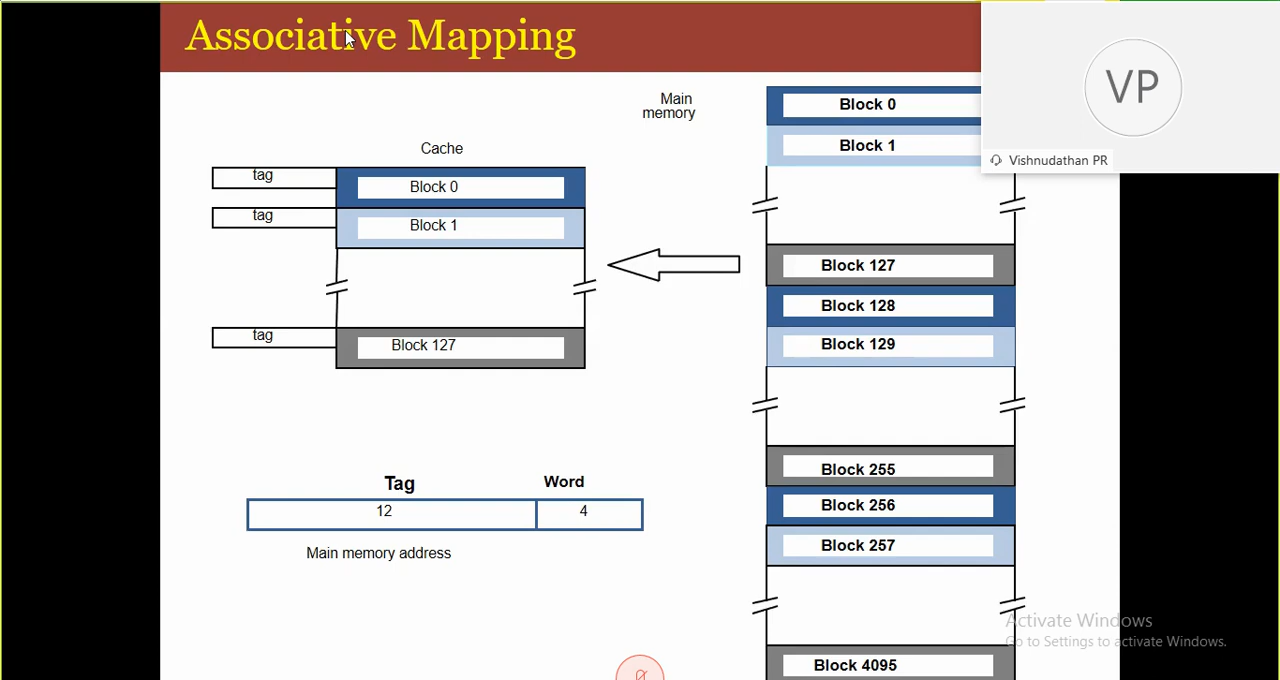 Associative Mapping
VP
Vishnudathan PR
Main
memory
Block 0
Block 1
Cache
tag
Block 0
tag
Block 1
Block 127
Block 128
Block 129
tag
Block 127
Block 255
Tag
Word
12
4
Block 256
Main memory address
Block 257
Activate Windows
Go to Settings to activate Windows.
Block 4095